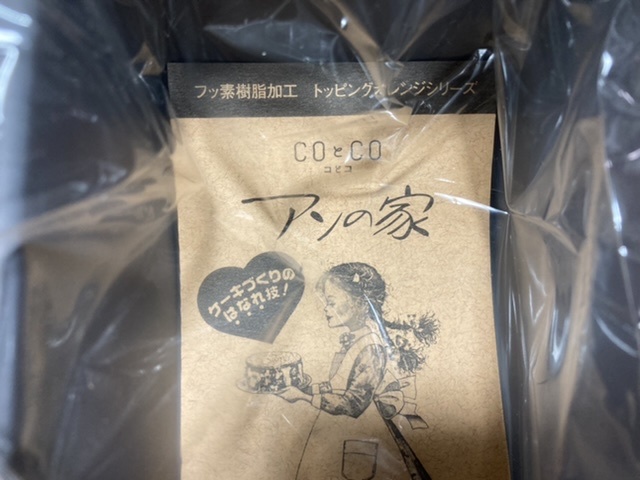 フッ素樹脂加工 トッピングオレンジシリーズ
COとCO
コヒコ
アンの家
ケーキづくりの
はなれ技!